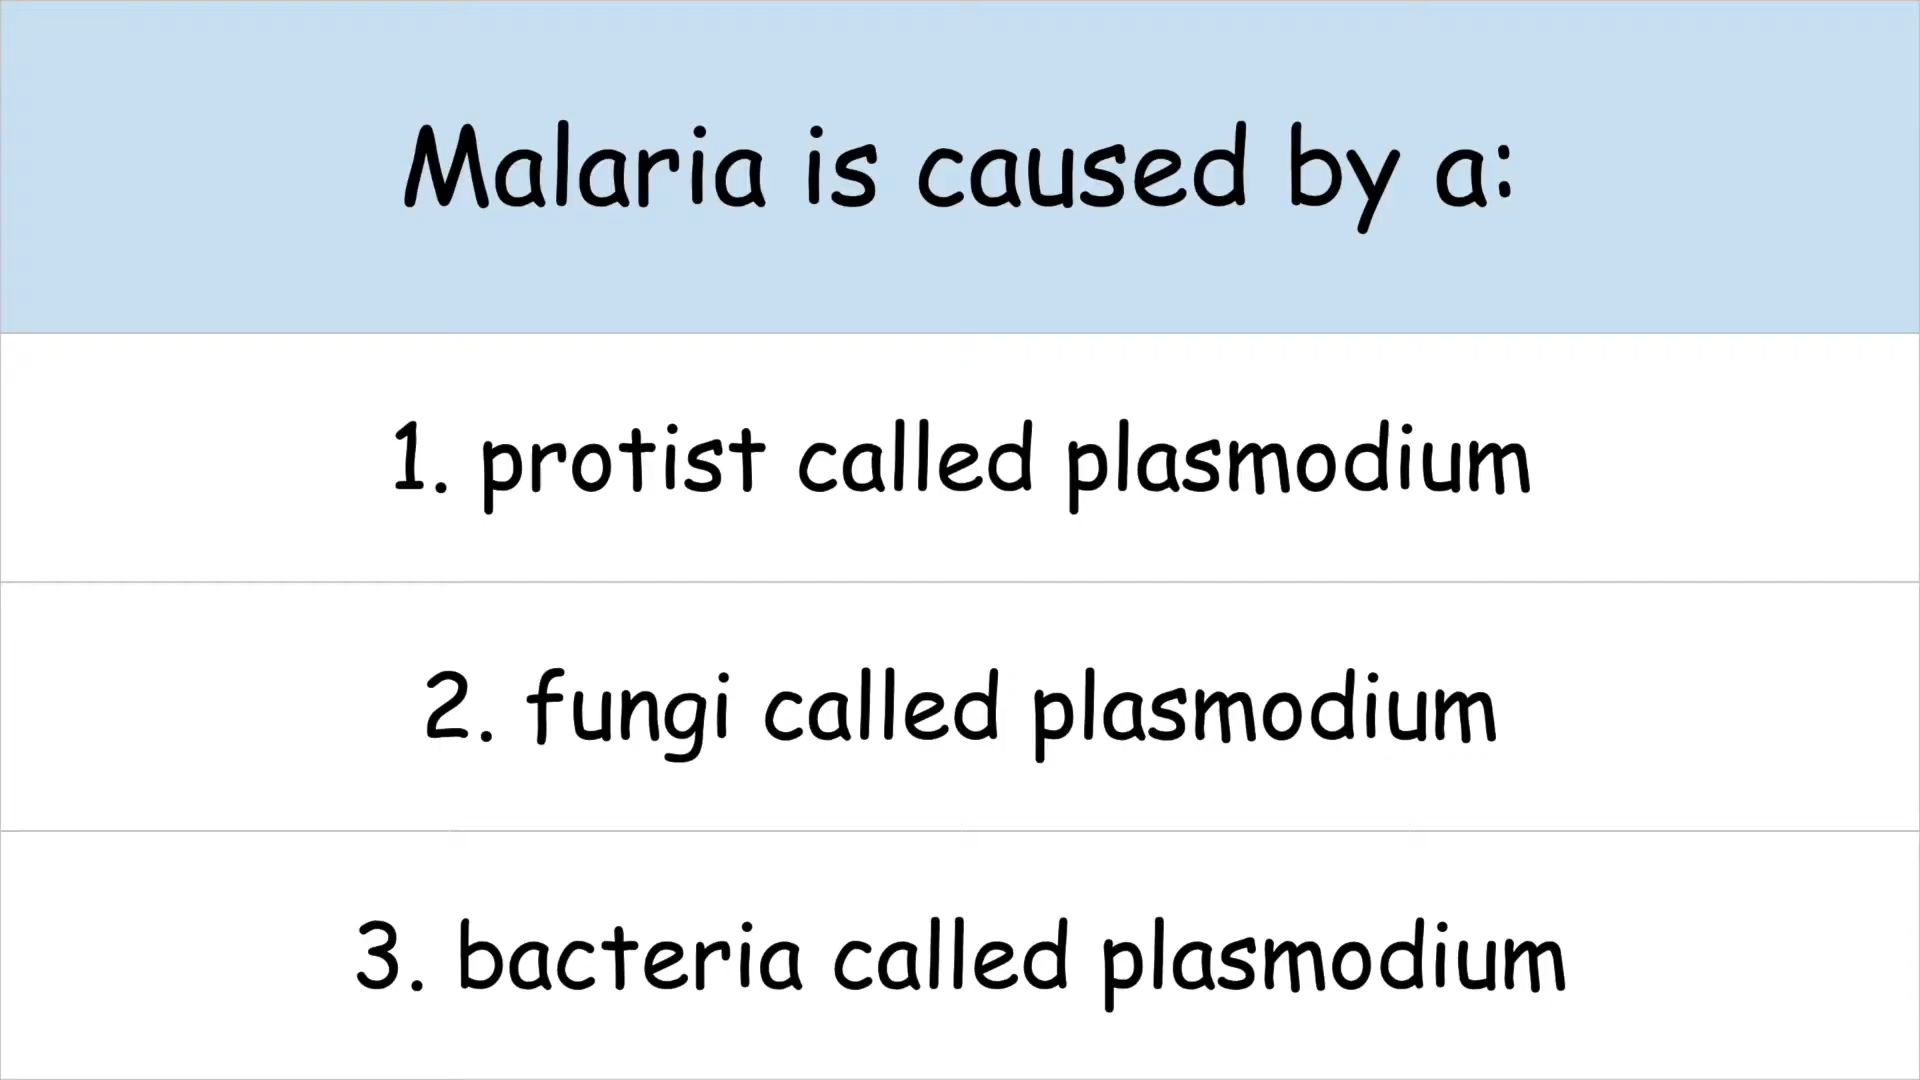 Malaria is caused by a:
1. protist called plasmodium
2. fungi called plasmodium
3. bacteria called plasmodium